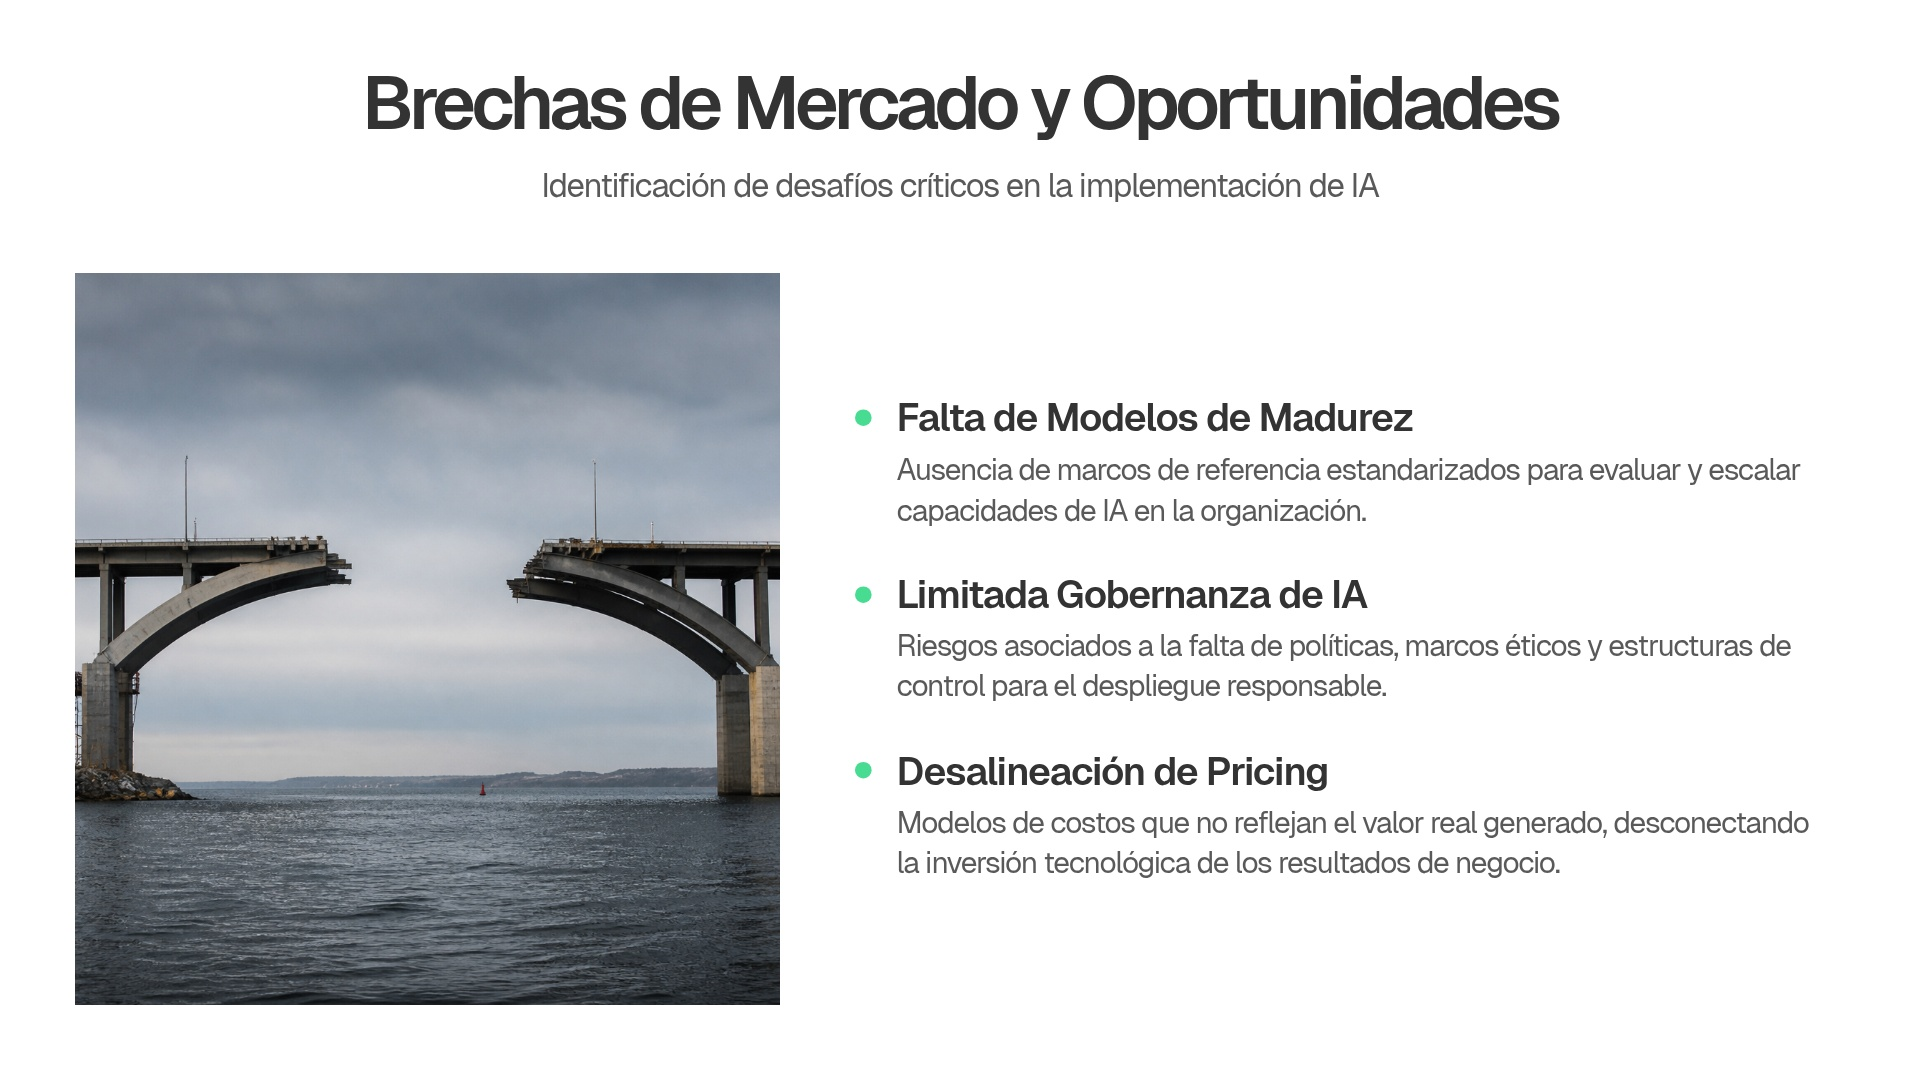 Brechas de Mercado y Oportunidades
Identificación de desafíos críticos en la implementación de IA
Falta de Modelos de Madurez
Ausencia de marcos de referencia estandarizados para evaluar y escalar
capacidades de IA en la organización.
Limitada Gobernanza de IA
Riesgos asociados a la falta de políticas, marcos éticos y estructuras de
control para el despliegue responsable.
Desalineación de Pricing
Modelos de costos que no reflejan el valor real generado, desconectando
la inversión tecnológica de los resultados de negocio.